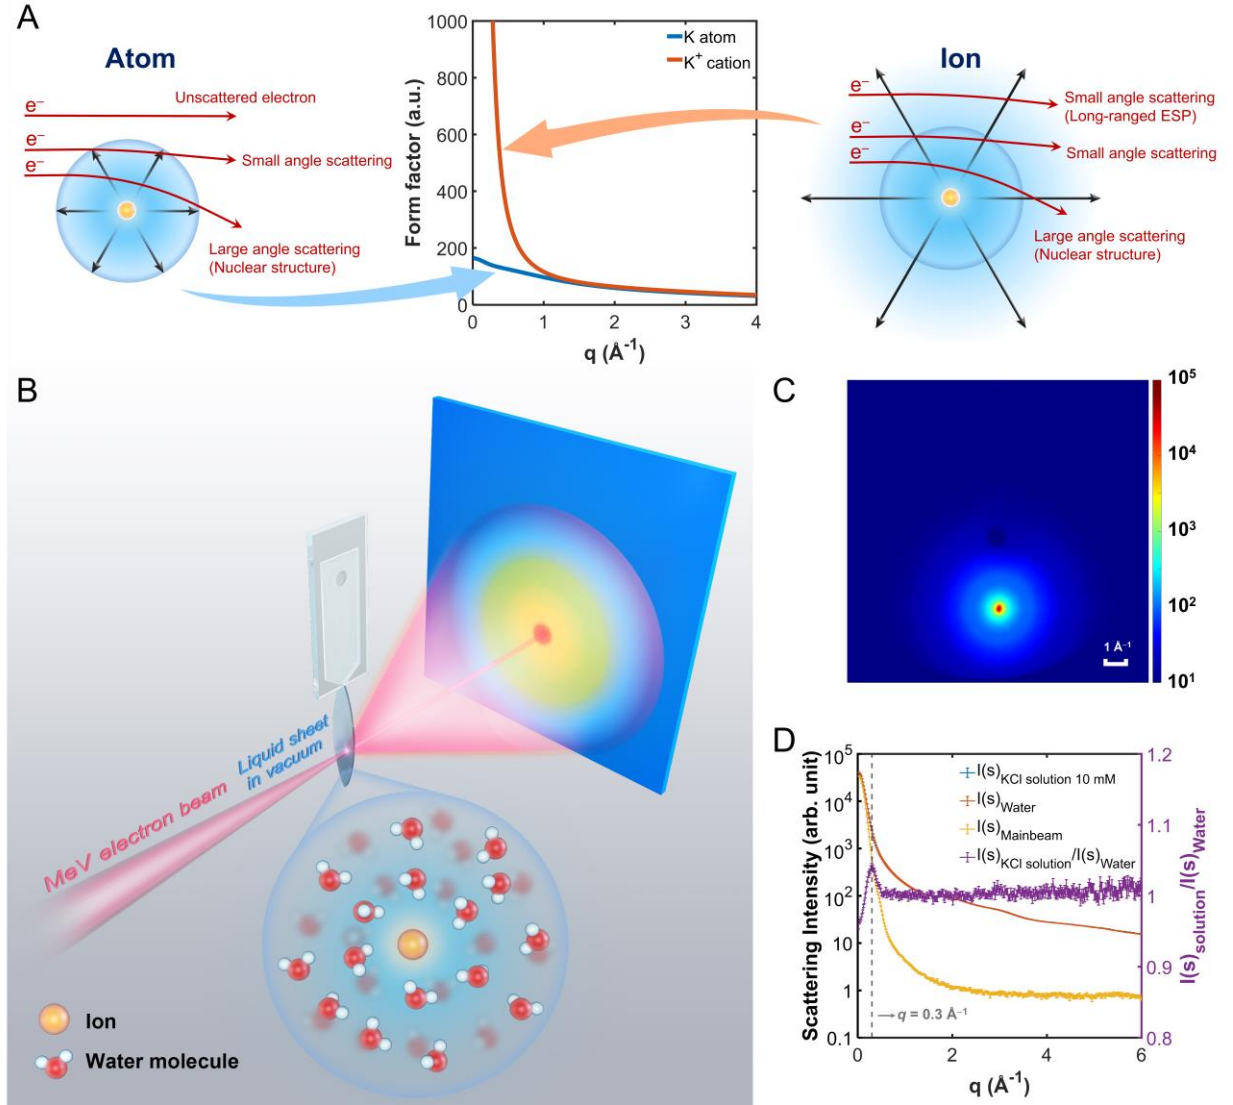 A
Atom
e⁻
Unscattered electron
e⁻
Small angle scattering
e⁻
Large angle scattering
(Nuclear structure)
Form factor (a.u.)
1000
800
600
400
200
0
0 1 2 3 4
q (Å⁻¹)
K atom
K⁺ cation
Ion
e⁻
Small angle scattering
(Long-ranged ESP)
e⁻
Small angle scattering
e⁻
Large angle scattering
(Nuclear structure)
B
Liquid sheet
in vacuum
MeV electron beam
Ion
Water molecule
C
10⁵
10⁴
10³
10²
10¹
1 Å⁻¹
D
Scattering Intensity (arb. unit)
10⁵
10⁴
10³
10²
10
1
0.1
0 2 4 6
q (Å⁻¹)
I(s)KCl solution 10 mM
I(s)Water
I(s)Mainbeam
I(s)KCl solution/I(s)Water
q = 0.3 Å⁻¹
1.2
1.1
1
0.9
0.8
I(s)solution/I(s)Water